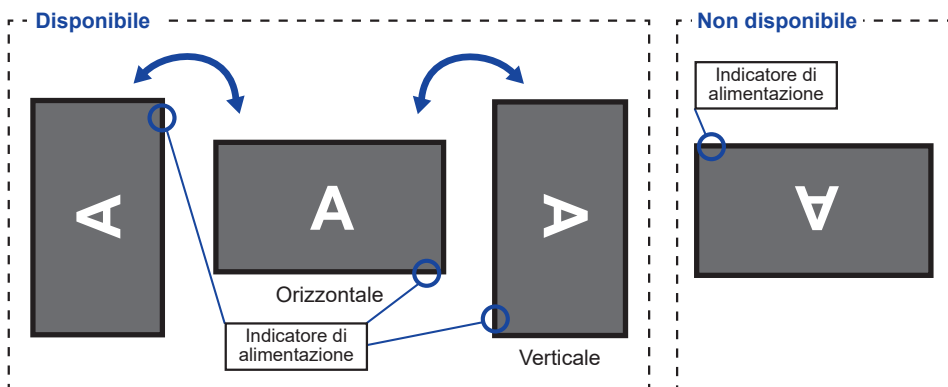 Disponibile
A
A
A
Orizzontale
Indicatore di
alimentazione
Verticale
Non disponibile
Indicatore di
alimentazione
A